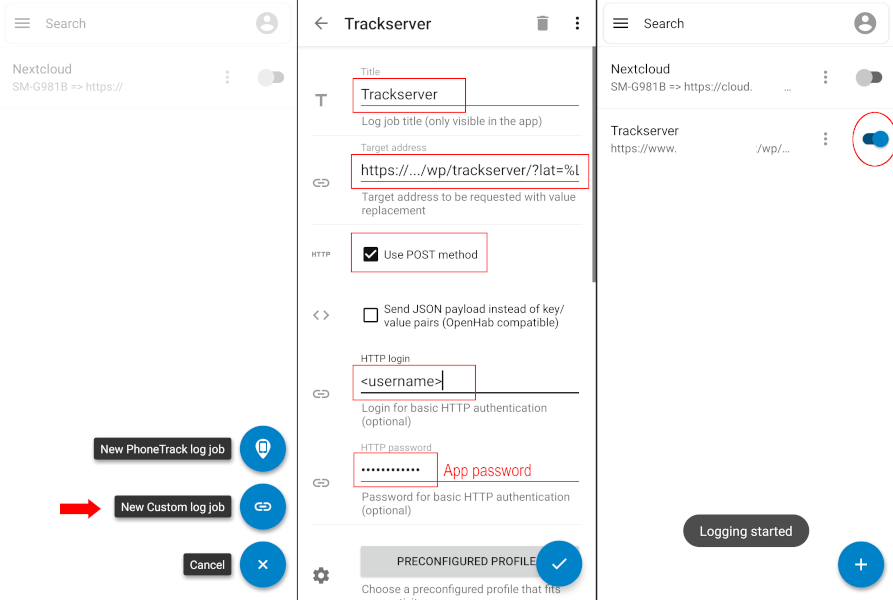 Search
Nextcloud
SM-G981B => https://
New PhoneTrack log job
New Custom log job
Cancel
Trackserver
Title
Trackserver
Log job title (only visible in the app)
Target address
https://.../wp/trackserver/?lat=%L
Target address to be requested with value
replacement
HTTP
Use POST method
Send JSON payload instead of key/
value pairs (OpenHab compatible)
HTTP login
<username>
Login for basic HTTP authentication
(optional)
HTTP password
•••••••••••• App password
Password for basic HTTP authentication
(optional)
PRECONFIGURED PROFILE
Choose a preconfigured profile that fits
Search
Nextcloud
SM-G981B => https://cloud. ...
Trackserver
https://www. :/wp/...
Logging started